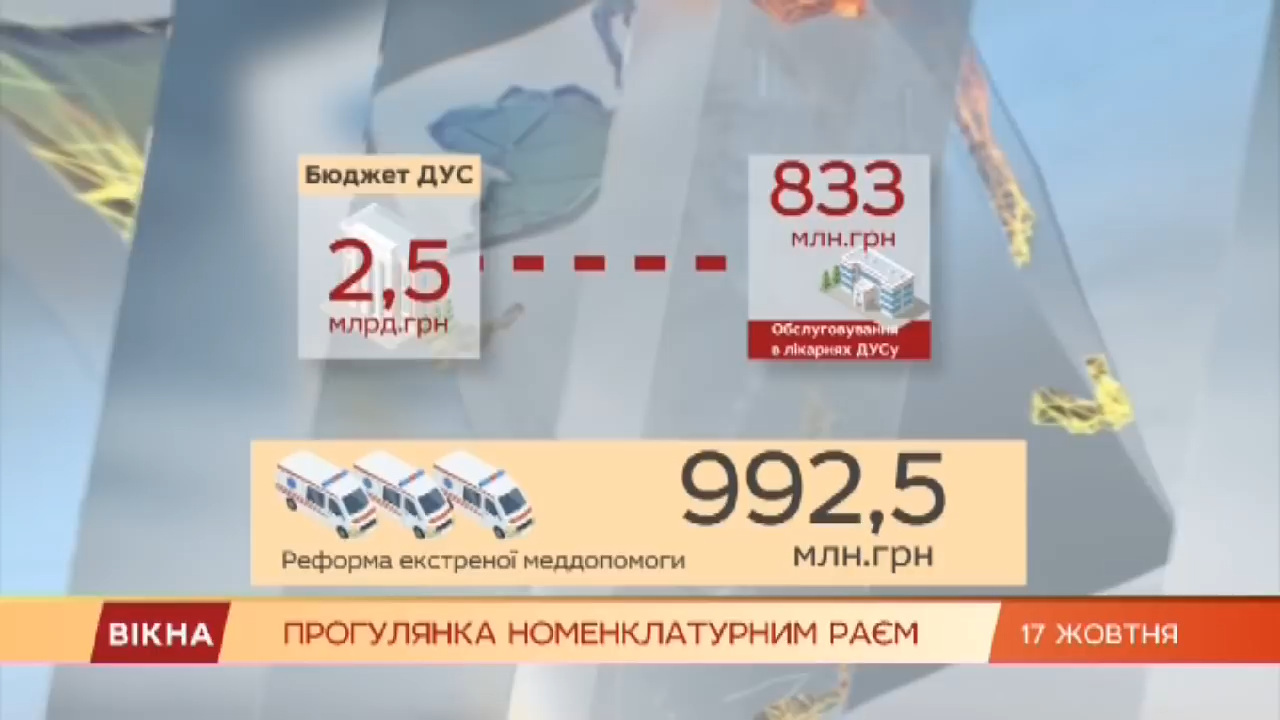 Бюджет ДУС
2,5
млрд.грн
833
млн.грн
Обслуговування
в лікарнях ДУСу
992,5
млн.грн
Реформа екстреної меддопомоги
ВІКНА
ПРОГУЛЯНКА НОМЕНКЛАТУРНИМ РАЄМ
17 ЖОВТНЯ